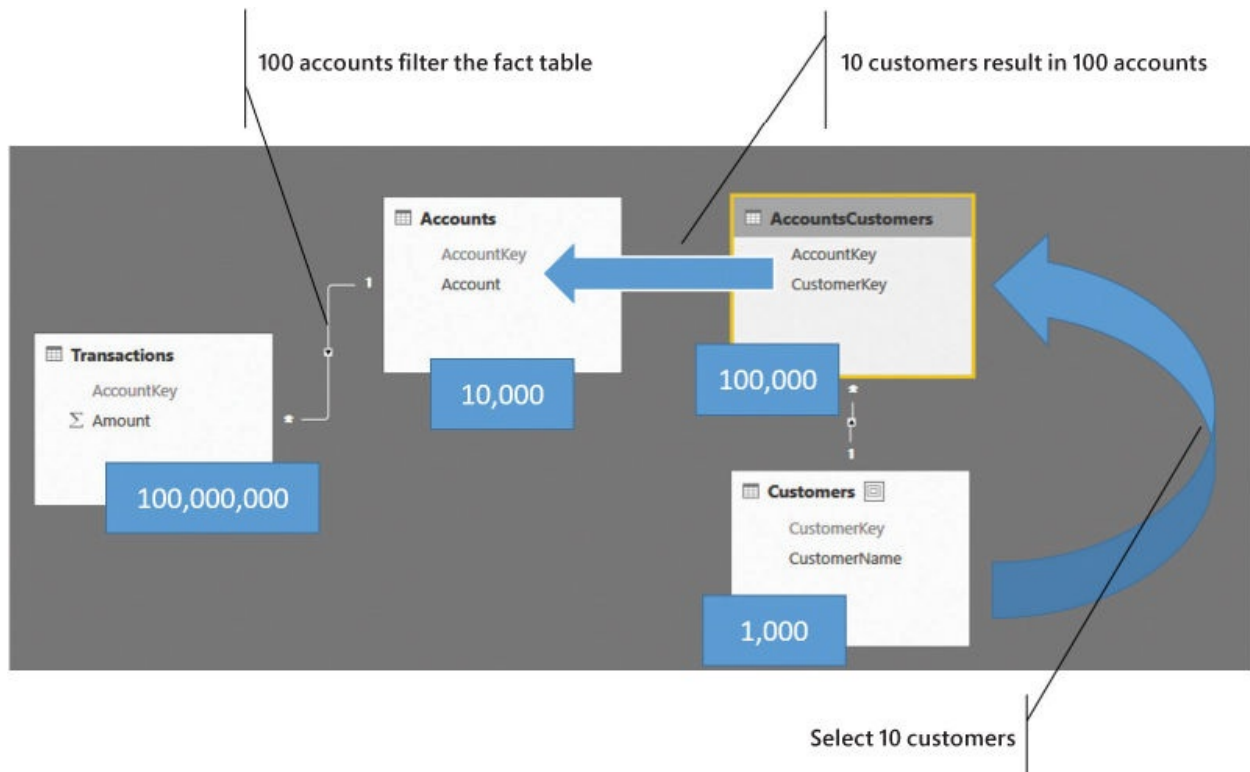 100 accounts filter the fact table
10 customers result in 100 accounts
Accounts
AccountKey
Account
10,000
AccountsCustomers
AccountKey
CustomerKey
100,000
1
*
Transactions
AccountKey
Σ Amount
*
100,000,000
1
Customers
CustomerKey
CustomerName
1,000
Select 10 customers